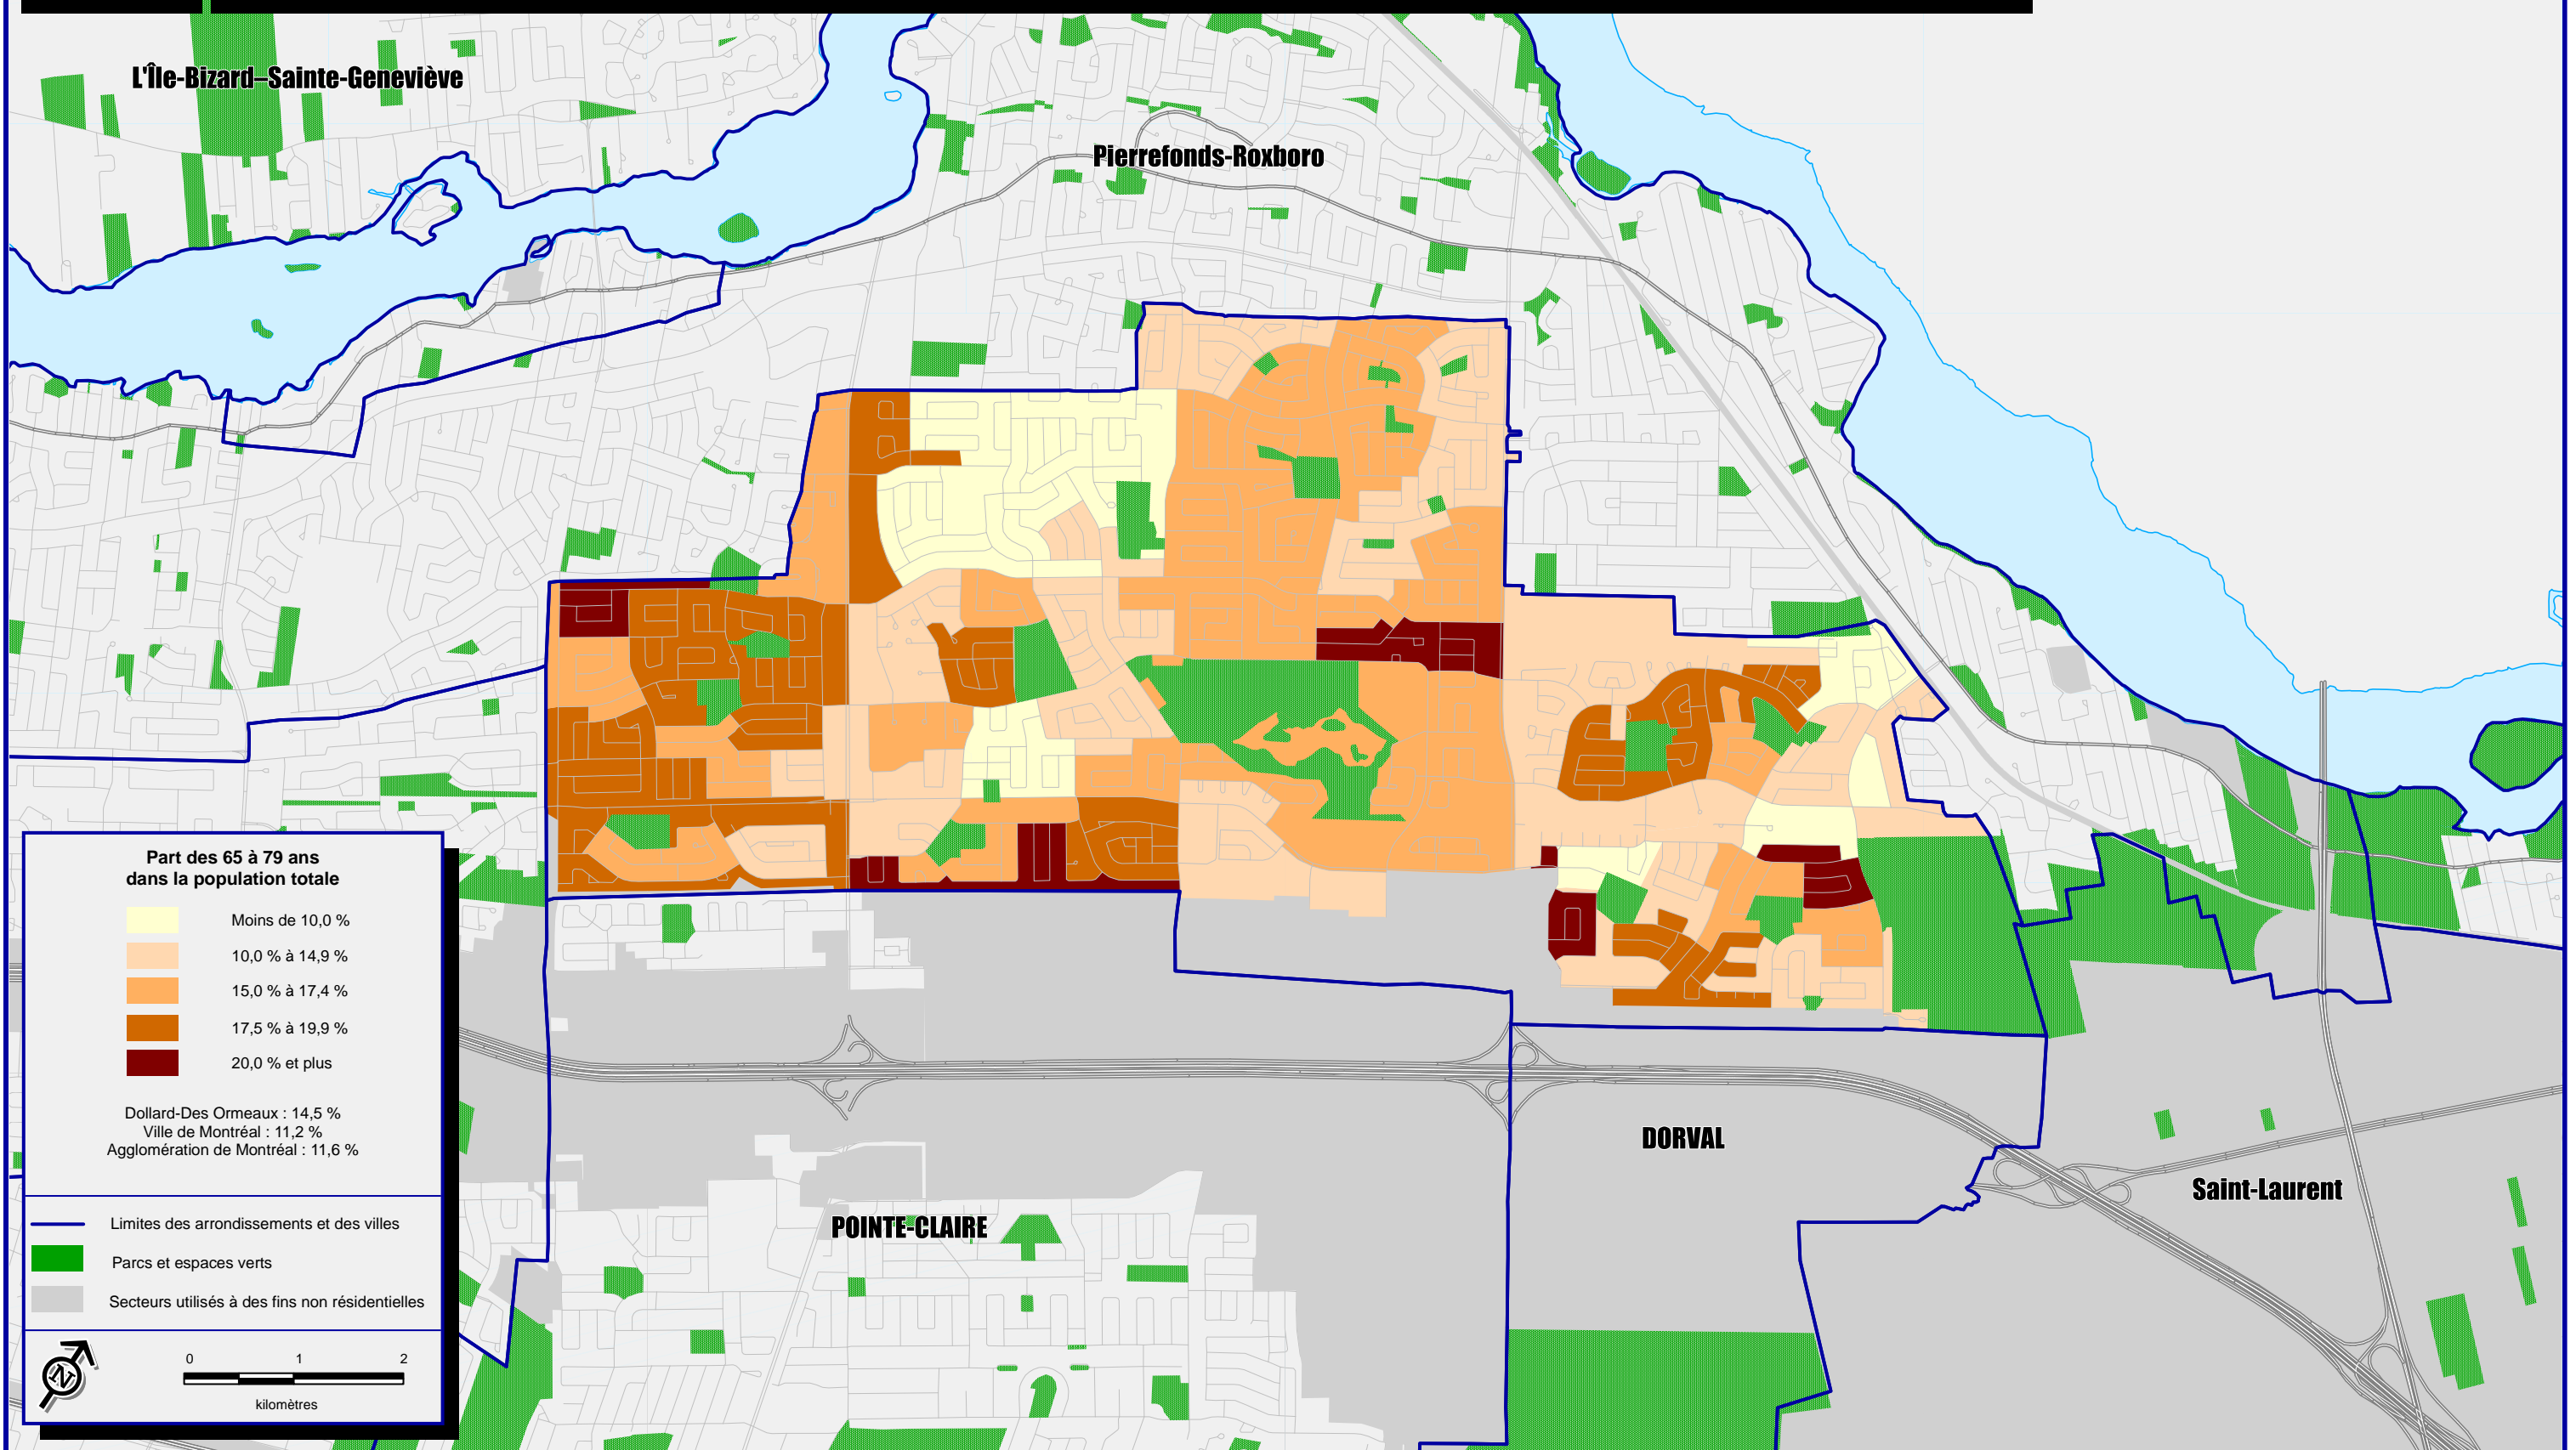 L'Île-Bizard–Sainte-Geneviève
Pierrefonds-Roxboro
Part des 65 à 79 ans
dans la population totale
Moins de 10,0 %
10,0 % à 14,9 %
15,0 % à 17,4 %
17,5 % à 19,9 %
20,0 % et plus
Dollard-Des Ormeaux : 14,5 %
Ville de Montréal : 11,2 %
Agglomération de Montréal : 11,6 %
Limites des arrondissements et des villes
Parcs et espaces verts
Secteurs utilisés à des fins non résidentielles
N
0 1 2
kilomètres
DORVAL
Saint-Laurent
POINTE-CLAIRE